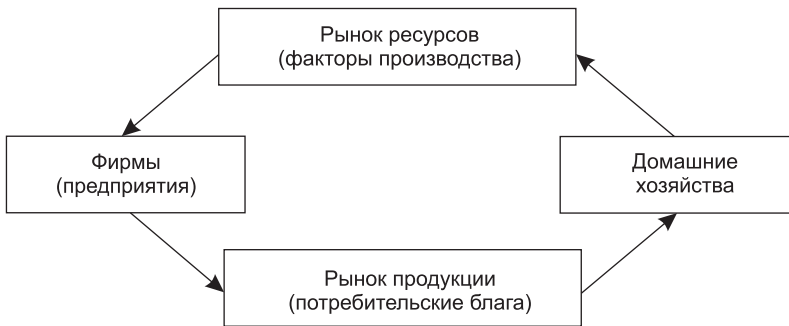 Рынок ресурсов
(факторы производства)
Фирмы
(предприятия)
Домашние
хозяйства
Рынок продукции
(потребительские блага)